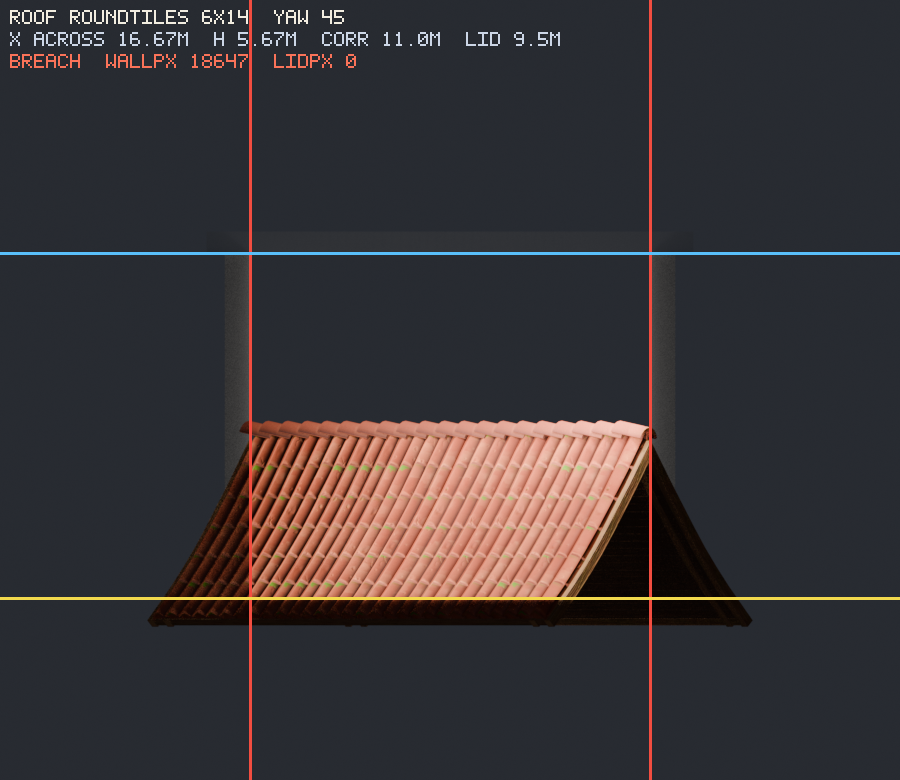 ROOF ROUNDTILES 6X14  YAW 45
X ACROSS 16.67M  H 5.67M  CORR 11.0M  LID 9.5M
BREACH  WALLPX 18647  LIDPX 0